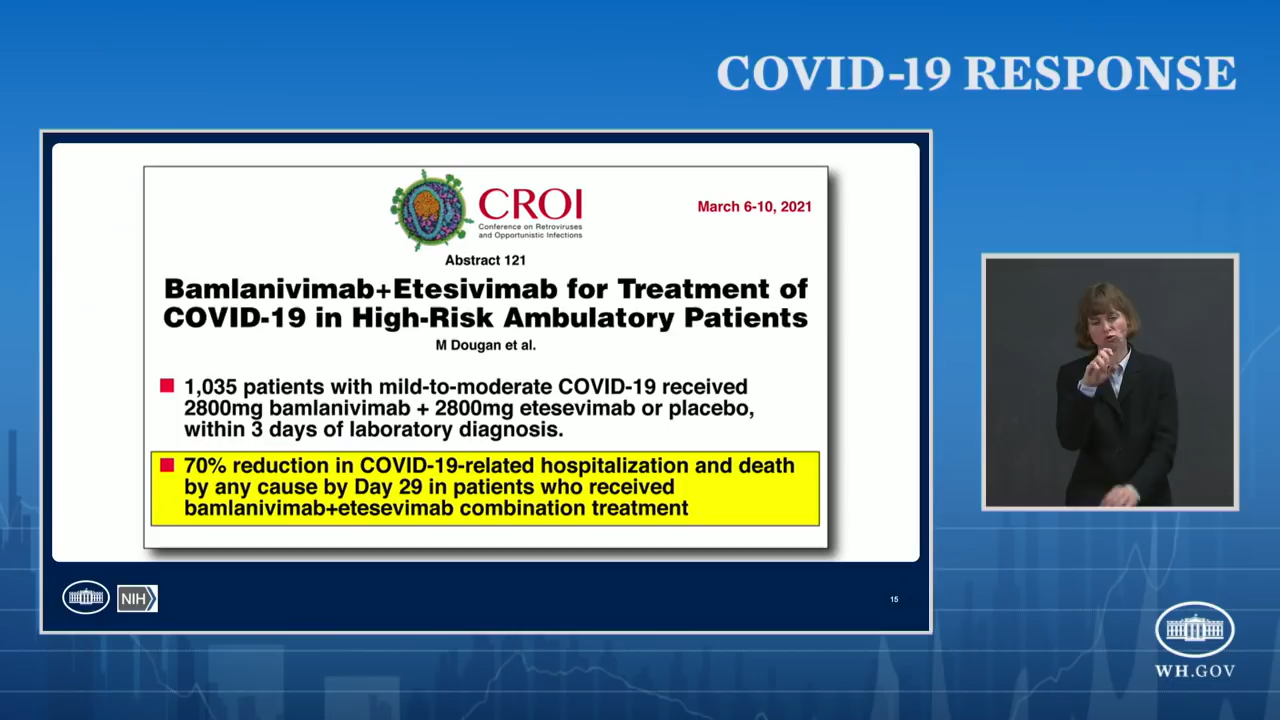 COVID-19 RESPONSE
CROI
Conference on Retroviruses
and Opportunistic Infections
March 6-10, 2021
Abstract 121
Bamlanivimab+Etesivimab for Treatment of
COVID-19 in High-Risk Ambulatory Patients
M Dougan et al.
1,035 patients with mild-to-moderate COVID-19 received
2800mg bamlanivimab + 2800mg etesevimab or placebo,
within 3 days of laboratory diagnosis.
70% reduction in COVID-19-related hospitalization and death
by any cause by Day 29 in patients who received
bamlanivimab+etesevimab combination treatment
NIH
15
WH.GOV